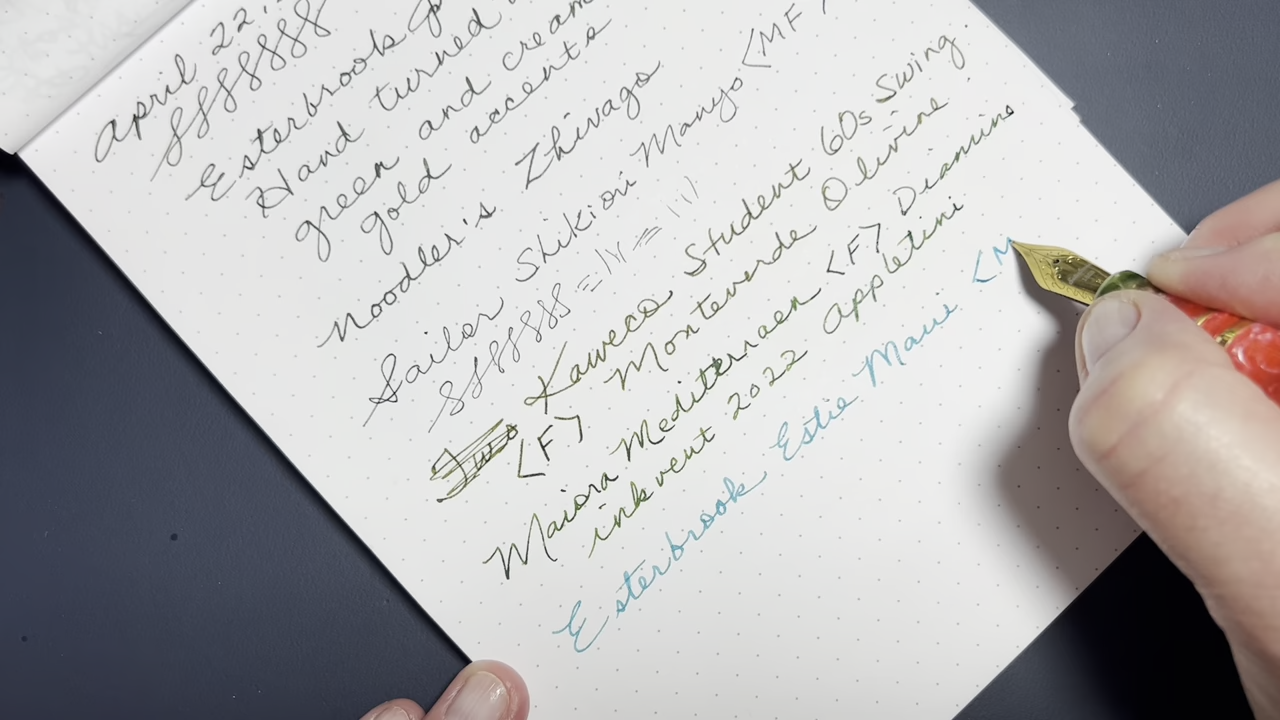 April 22,
Esterbrook
Hand turned
green and cream
gold accents
Noodler's Zhivago
Sailor Shikiori Manyo <MF>
Kaweco Student 60s Swing
<F> Monteverde Olivine
Maiora Mediterraen <F> Diamine
inkvent 2022 appletini
Esterbrook Estie Maui <M